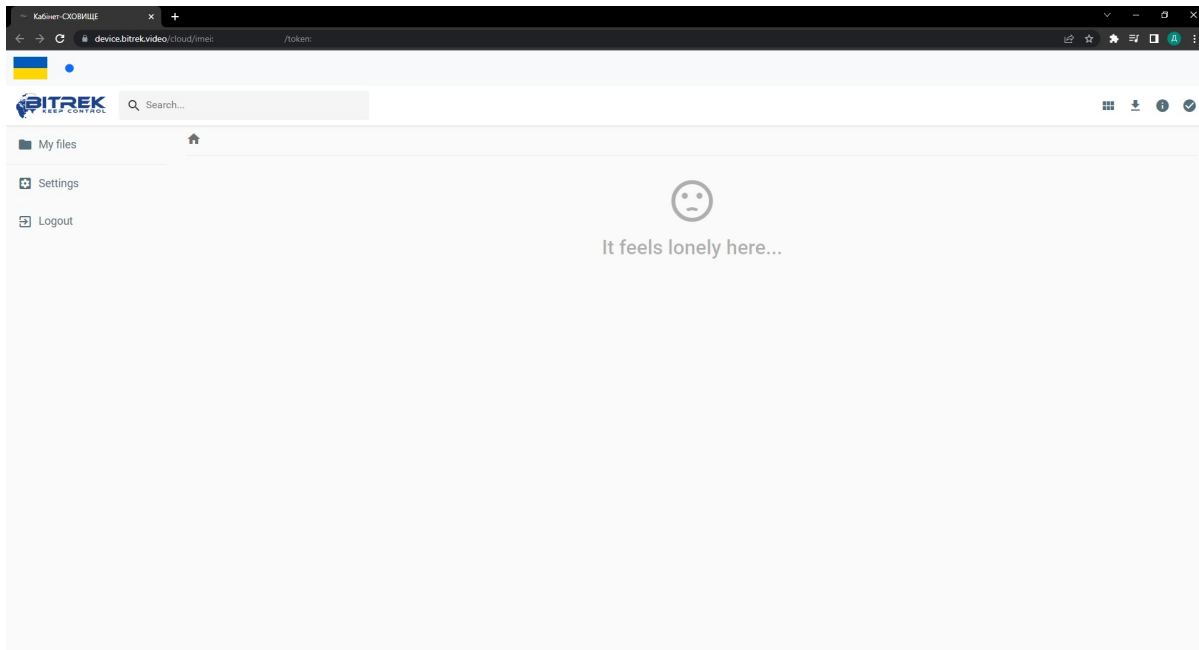 Кабінет-СХОВИЩЕ
device.bitrek.video/cloud/imei: /token:
Д
BITREK
KEEP CONTROL
Search...
My files
Settings
Logout
It feels lonely here...